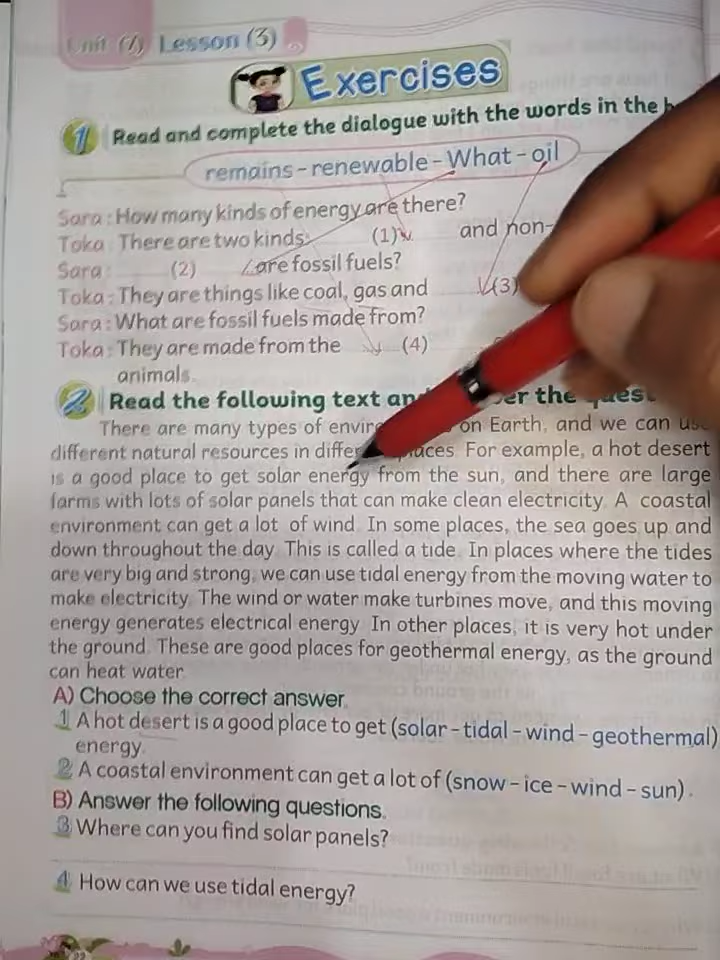 Unit (7) Lesson (3)
Exercises
1 Read and complete the dialogue with the words in the
remains - renewable - What - oil
Sara : How many kinds of energy are there?
Toka : There are two kinds: (1) and non-
Sara : (2) are fossil fuels?
Toka : They are things like coal, gas and (3)
Sara : What are fossil fuels made from?
Toka : They are made from the (4)
animals.
2 Read the following text the
There are many types of on Earth, and we can use
different natural resources in places. For example, a hot desert
is a good place to get solar energy from the sun, and there are large
farms with lots of solar panels that can make clean electricity. A coastal
environment can get a lot of wind. In some places, the sea goes up and
down throughout the day. This is called a tide. In places where the tides
are very big and strong, we can use tidal energy from the moving water to
make electricity. The wind or water make turbines move, and this moving
energy generates electrical energy. In other places, it is very hot under
the ground. These are good places for geothermal energy, as the ground
can heat water.
A) Choose the correct answer.
1 A hot desert is a good place to get (solar - tidal - wind - geothermal)
energy.
2 A coastal environment can get a lot of (snow - ice - wind - sun) .
B) Answer the following questions.
3 Where can you find solar panels?
4 How can we use tidal energy?